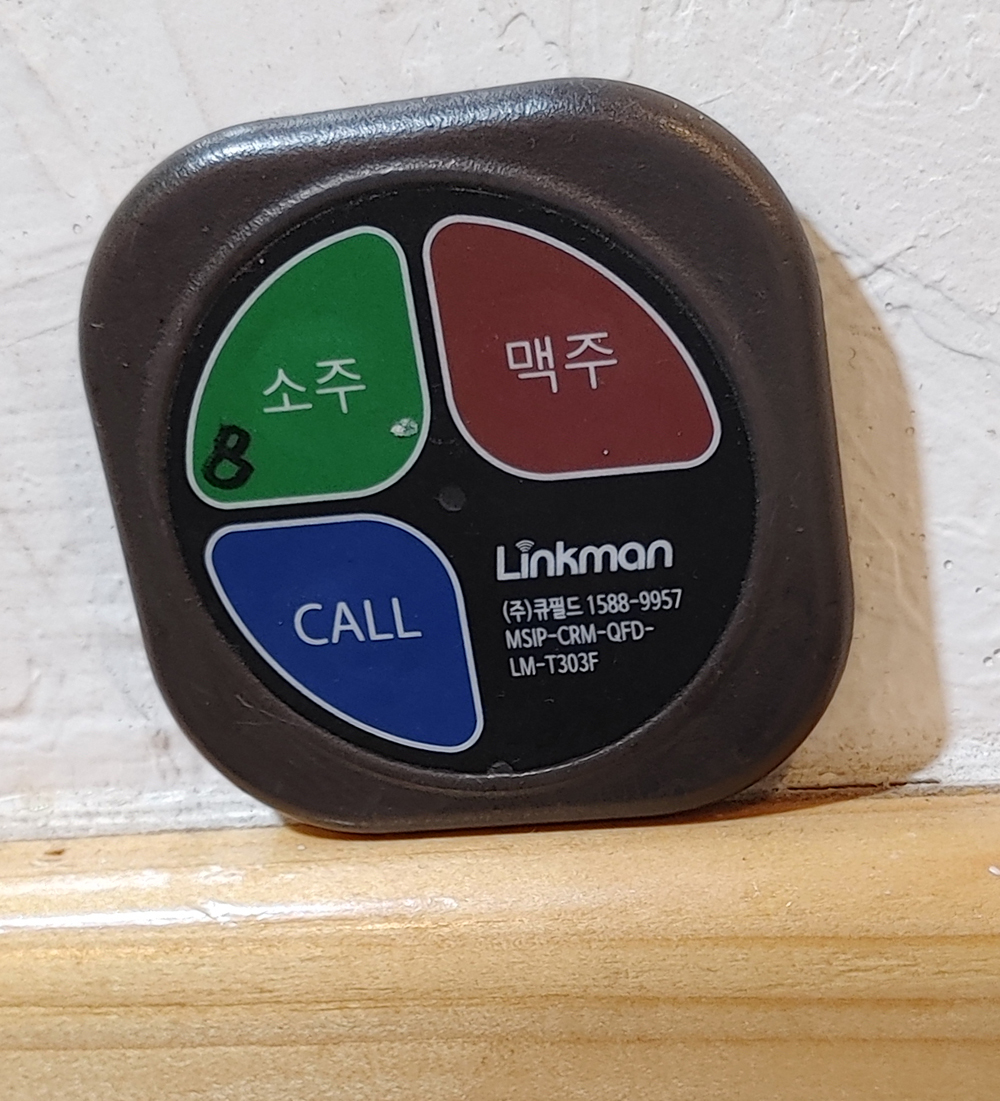 소주
맥주
8
CALL
Linkman
(주)큐필드 1588-9957
MSIP-CRM-QFD-
LM-T303F